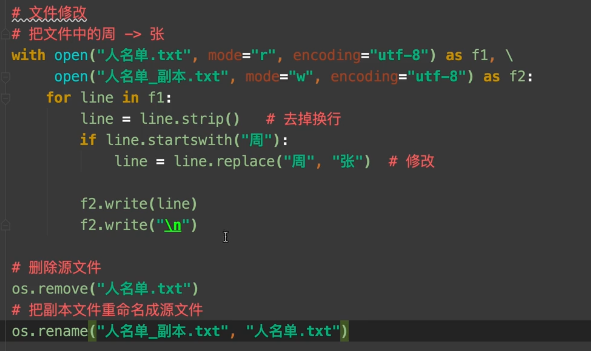 # 文件修改
# 把文件中的周 -> 张
with open("人名单.txt", mode="r", encoding="utf-8") as f1, \
     open("人名单_副本.txt", mode="w", encoding="utf-8") as f2:
    for line in f1:
        line = line.strip()   # 去掉换行
        if line.startswith("周"):
            line = line.replace("周", "张")  # 修改

        f2.write(line)
        f2.write("\n")

# 删除源文件
os.remove("人名单.txt")
# 把副本文件重命名成源文件
os.rename("人名单_副本.txt", "人名单.txt")